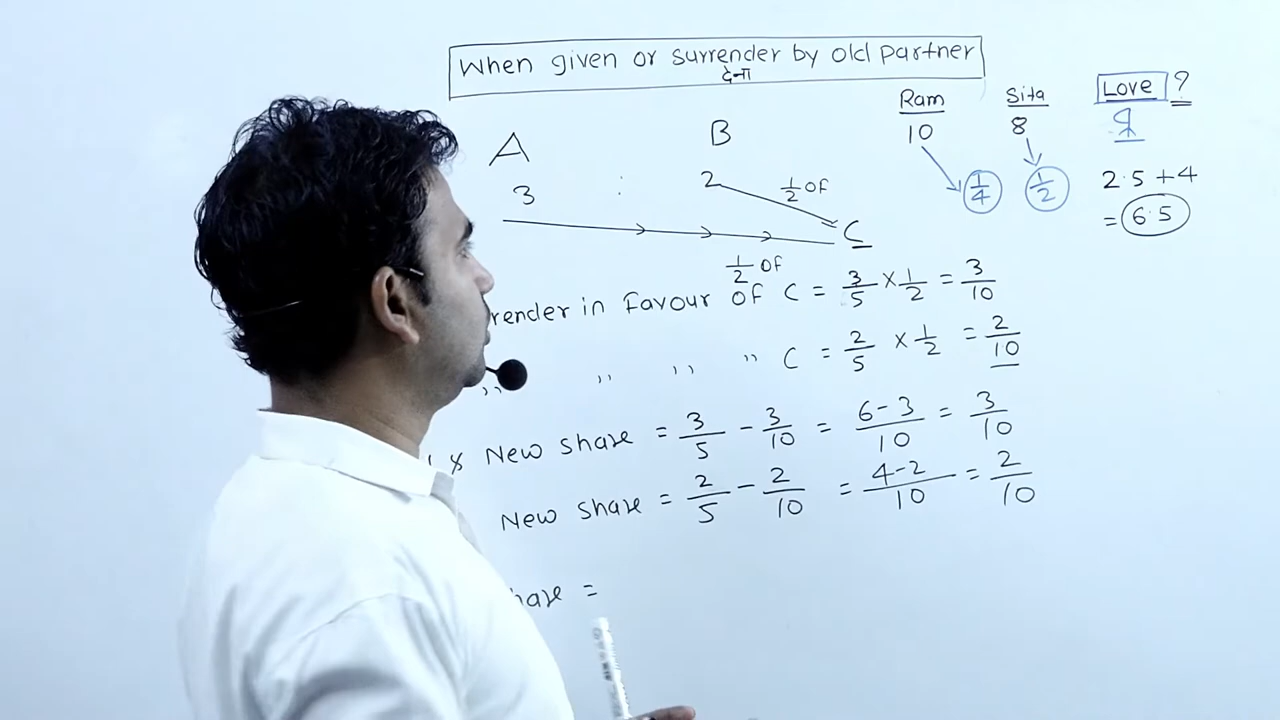 When given or surrender by old partner
देना
Ram Sita Love ?
10 8
A B
3 : 2 1/2 of 1/4 1/2 2.5 + 4
C = 6.5
1/2 of
render in Favour of C = 3/5 × 1/2 = 3/10
,, ,, ,, ,, C = 2/5 × 1/2 = 2/10
New share = 3/5 - 3/10 = 6-3/10 = 3/10
New share = 2/5 - 2/10 = 4-2/10 = 2/10
hare =